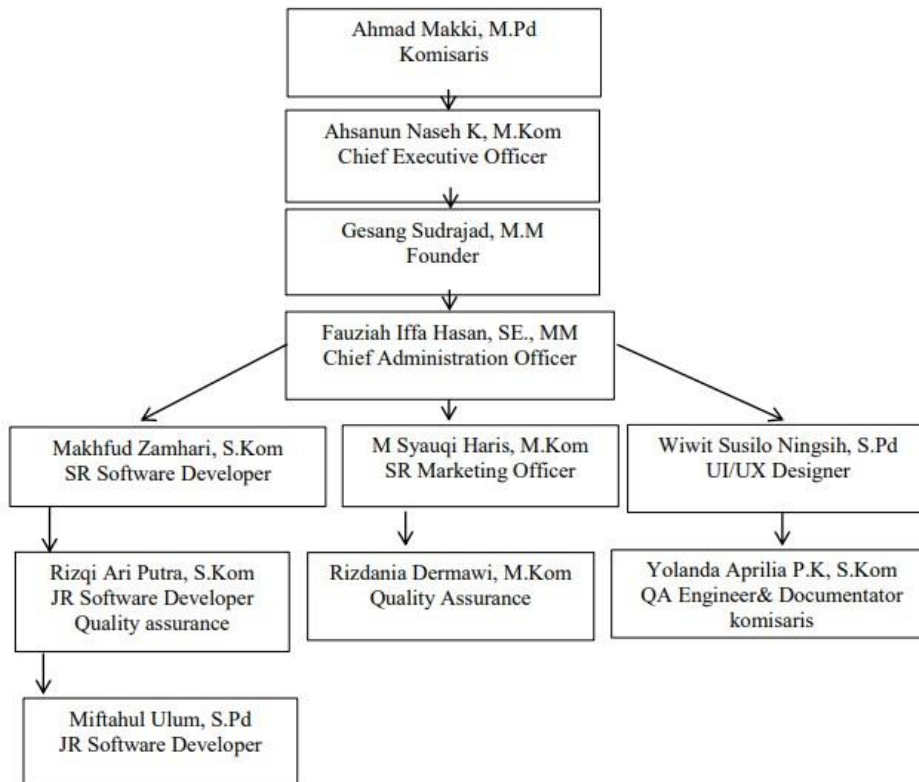 Ahmad Makki, M.Pd
Komisaris
Ahsanun Naseh K, M.Kom
Chief Executive Officer
Gesang Sudrajad, M.M
Founder
Fauziah Iffa Hasan, SE., MM
Chief Administration Officer
Makhfud Zamhari, S.Kom
SR Software Developer
M Syauqi Haris, M.Kom
SR Marketing Officer
Wiwit Susilo Ningsih, S.Pd
UI/UX Designer
Rizqi Ari Putra, S.Kom
JR Software Developer
Quality assurance
Rizdania Dermawi, M.Kom
Quality Assurance
Yolanda Aprilia P.K, S.Kom
QA Engineer& Documentator
komisaris
Miftahul Ulum, S.Pd
JR Software Developer